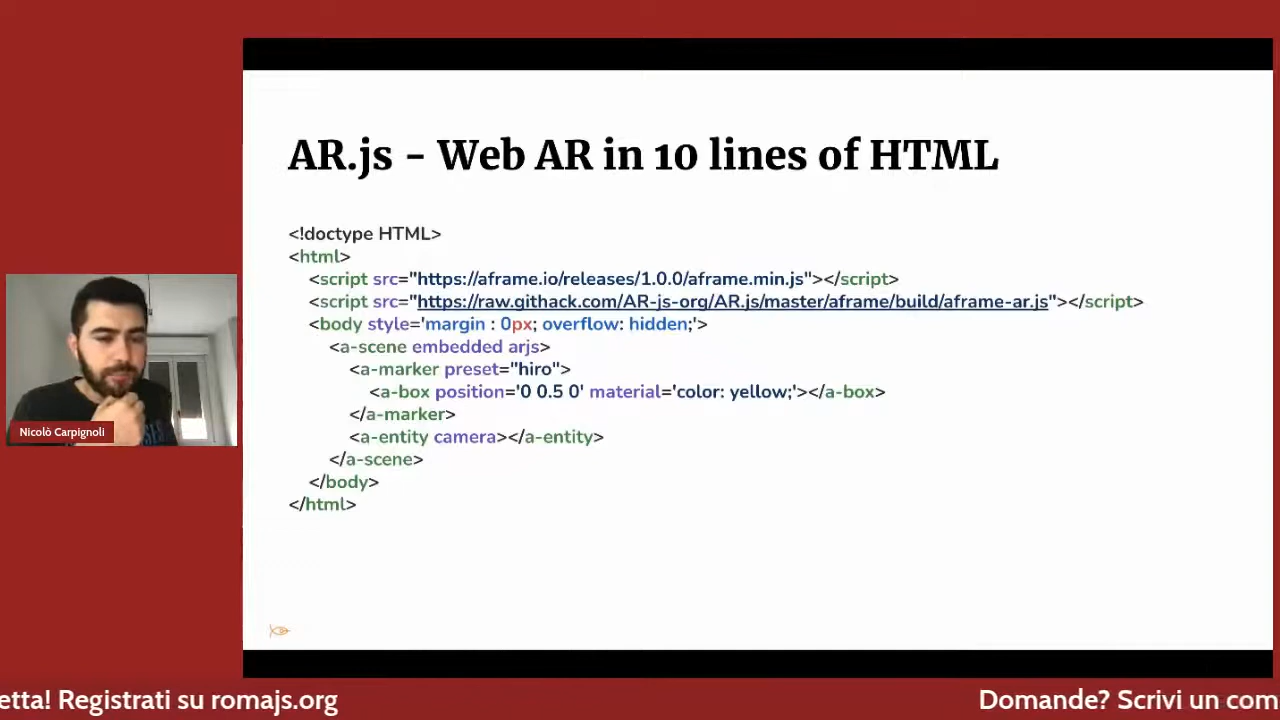 AR.js - Web AR in 10 lines of HTML
<!doctype HTML>
<html>
<script src="https://aframe.io/releases/1.0.0/aframe.min.js"></script>
<script src="https://raw.githack.com/AR-js-org/AR.js/master/aframe/build/aframe-ar.js"></script>
<body style='margin : 0px; overflow: hidden;'>
<a-scene embedded arjs>
<a-marker preset="hiro">
<a-box position='0 0.5 0' material='color: yellow;'></a-box>
</a-marker>
<a-entity camera></a-entity>
</a-scene>
</body>
</html>
Nicolò Carpignoli
etta! Registrati su romajs.org
Domande? Scrivi un com